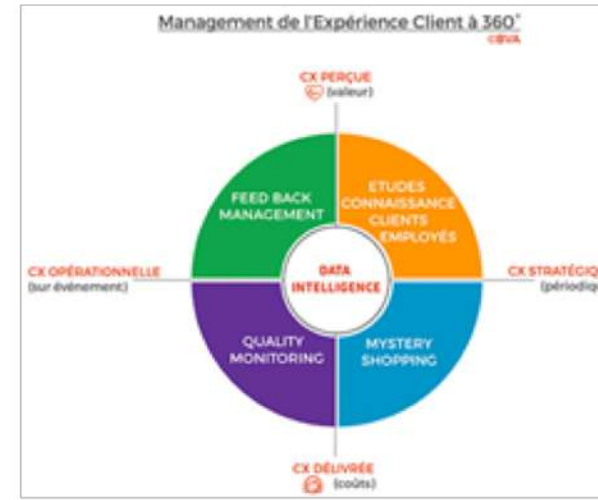 Management de l'Expérience Client à 360°
©BVA
CX PERÇUE
(valeur)
FEED BACK
MANAGEMENT
ETUDES
CONNAISSANCE
CLIENTS
EMPLOYÉS
CX OPÉRATIONNELLE
(sur événement)
DATA
INTELLIGENCE
CX STRATÉGIQ
(périodiq
QUALITY
MONITORING
MYSTERY
SHOPPING
CX DÉLIVRÉE
(coûts)